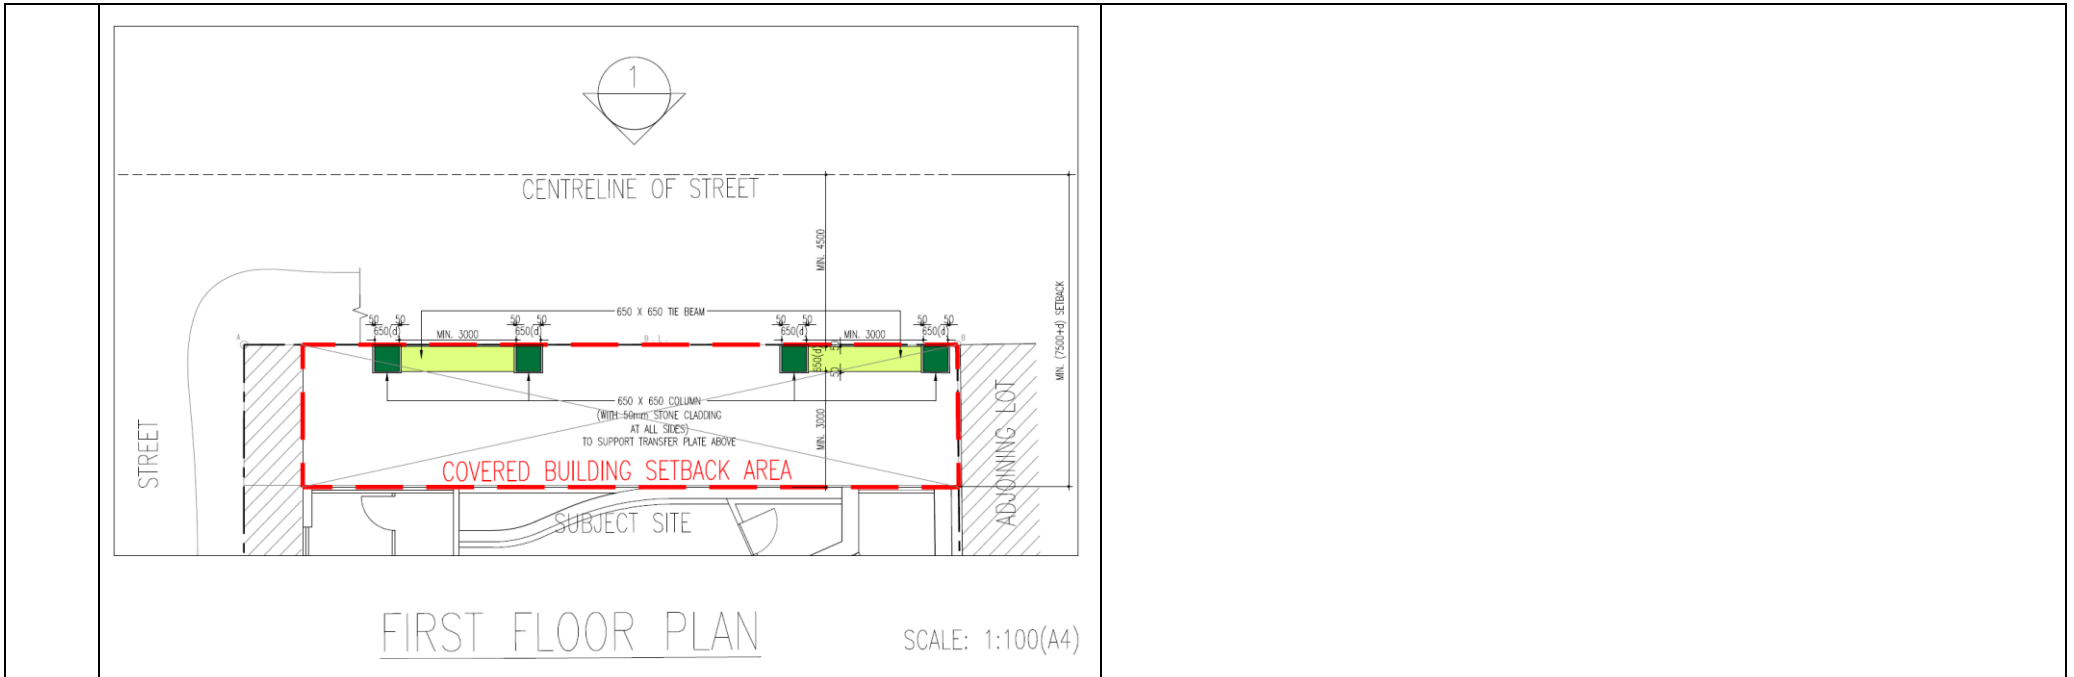 1
CENTRELINE OF STREET
MIN. 4500
MIN. (7500+d) SETBACK
650 X 650 TIE BEAM
50 50 50 50 50 50 50 50
650(d) MIN. 3000 650(d) 650(d) MIN. 3000 650(d)
A B.L. B
50
650(d)
50
650 X 650 COLUMN
(WITH 50mm STONE CLADDING
AT ALL SIDES)
TO SUPPORT TRANSFER PLATE ABOVE
MIN. 3000
COVERED BUILDING SETBACK AREA
STREET
ADJOINING LOT
SUBJECT SITE
FIRST FLOOR PLAN
SCALE: 1:100(A4)